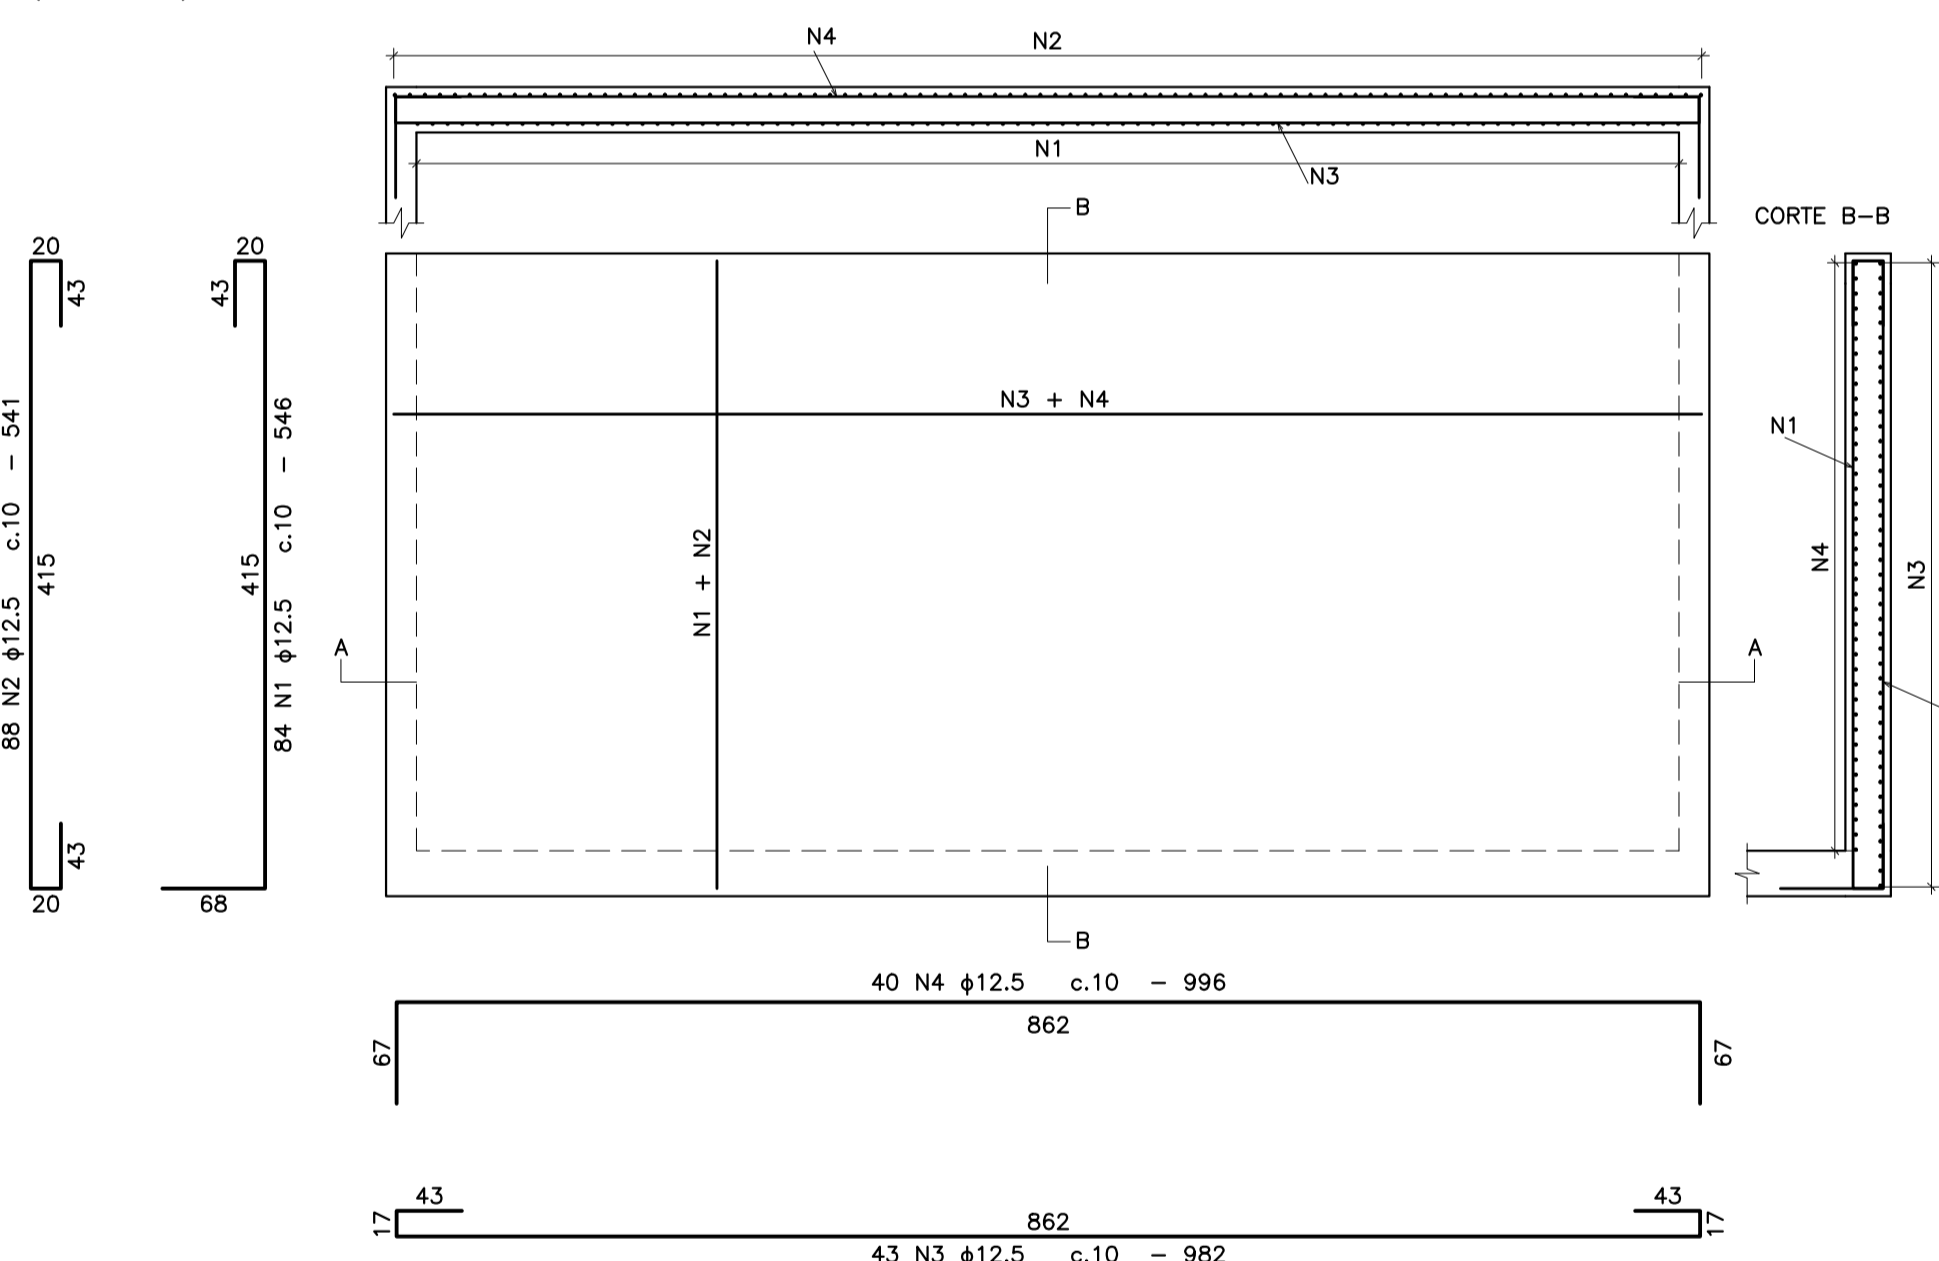 N4
N2
N1
N3
B
CORTE B-B
20
43
415
88 N2 ϕ12.5 c.10 - 541
43
20
20
43
415
84 N1 ϕ12.5 c.10 - 546
68
N3 + N4
N1 + N2
A
A
B
N1
N4
N3
40 N4 ϕ12.5 c.10 - 996
862
67
67
43
43
17
862
17
43 N3 ϕ12.5 c.10 - 982